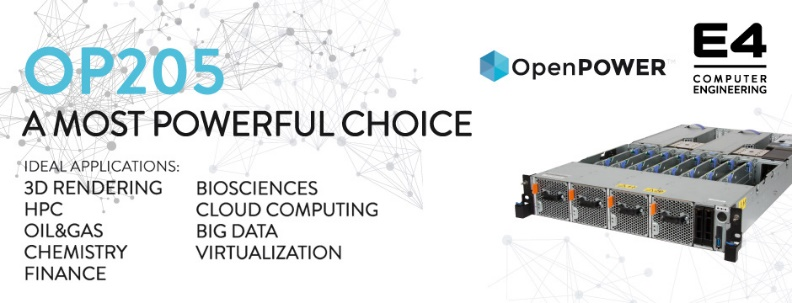 OP205
A MOST POWERFUL CHOICE
IDEAL APPLICATIONS:
3D RENDERING
HPC
OIL&GAS
CHEMISTRY
FINANCE
BIOSCIENCES
CLOUD COMPUTING
BIG DATA
VIRTUALIZATION
OpenPOWER
E4
COMPUTER
ENGINEERING